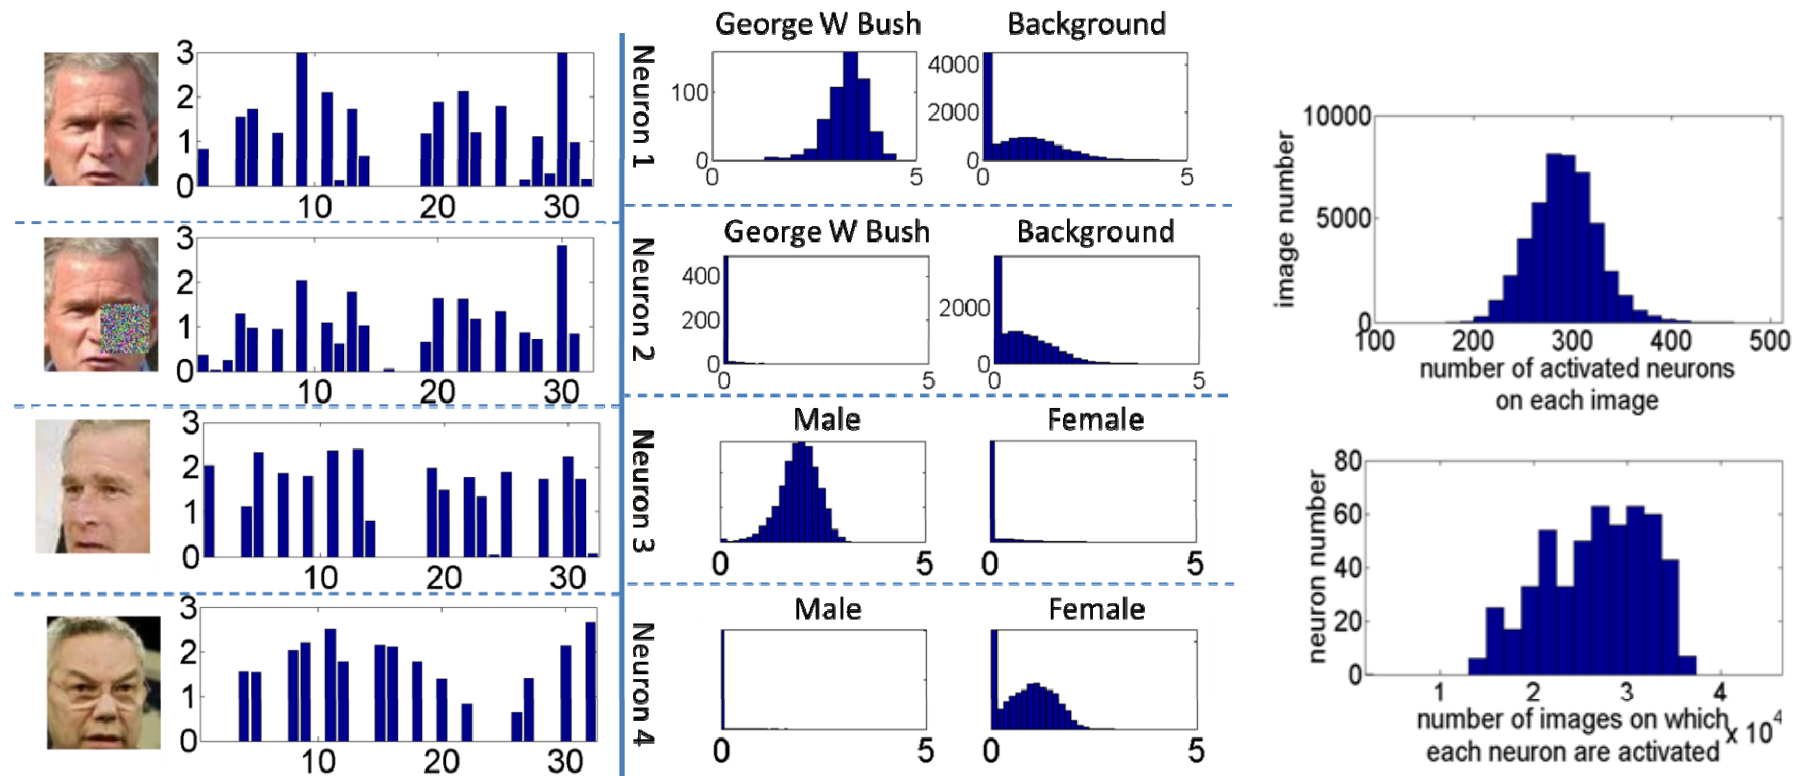 3
2
1
0
10 20 30
3
2
1
0
10 20 30
3
2
1
0
10 20 30
3
2
1
0
10 20 30
Neuron 1
George W Bush Background
100
0
0 5
4000
2000
0
0 5
Neuron 2
George W Bush Background
400
200
0
0 5
2000
0
0 5
Neuron 3
Male Female
0 5
0 5
Neuron 4
Male Female
0 5
0 5
image number
10000
5000
0
100 200 300 400 500
number of activated neurons
on each image
neuron number
80
60
40
20
0
1 2 3 4
x 10⁴
number of images on which
each neuron are activated